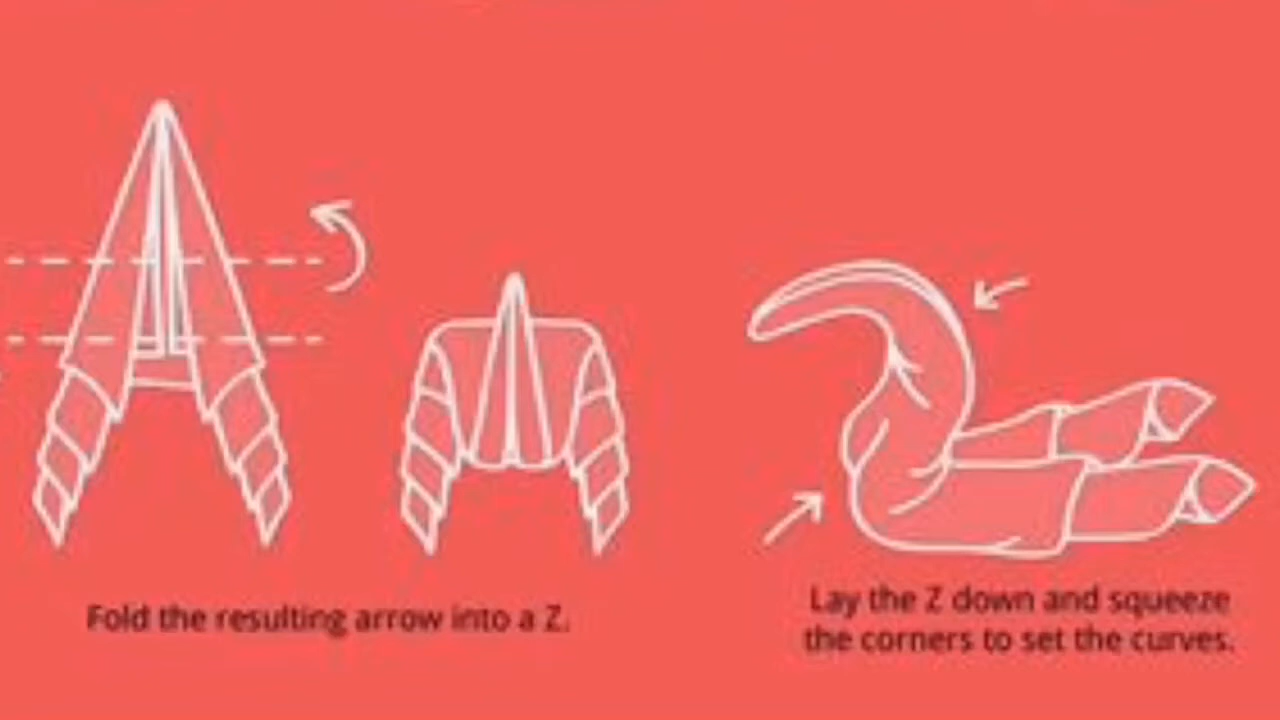 Fold the resulting arrow into a Z.
Lay the Z down and squeeze
the corners to set the curves.